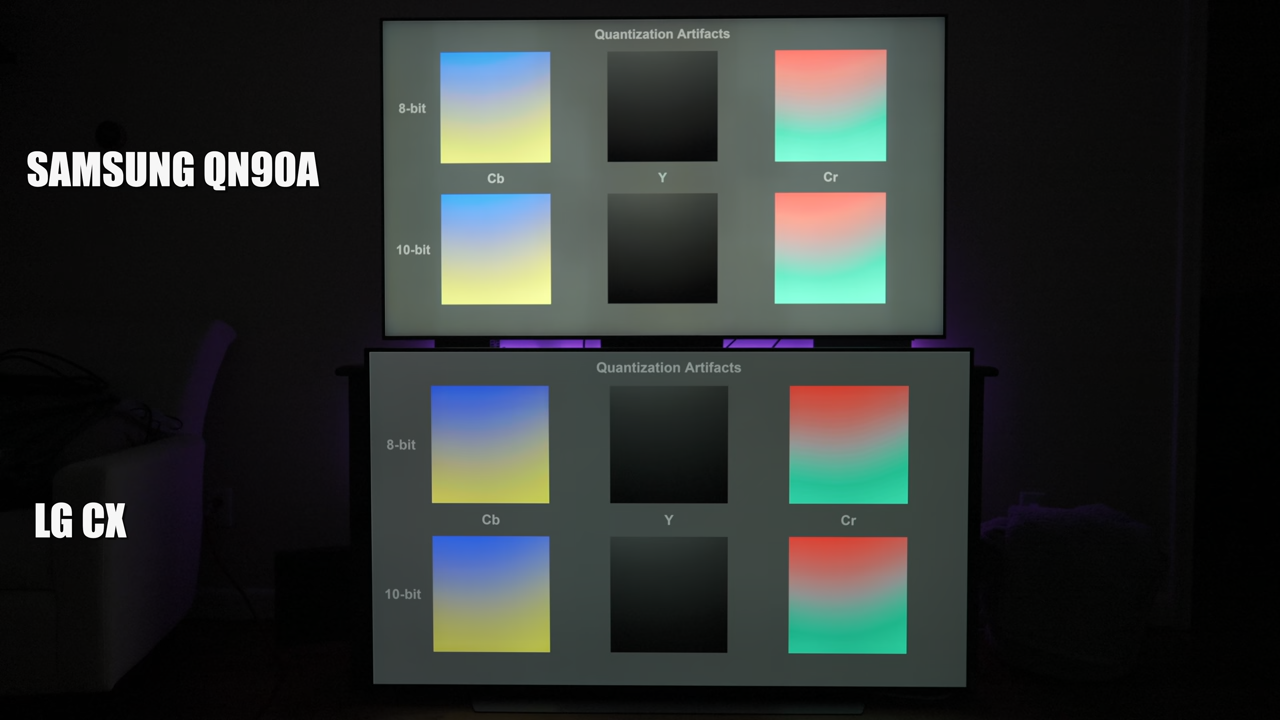 SAMSUNG QN90A
Quantization Artifacts
8-bit
Cb Y Cr
10-bit
LG CX
Quantization Artifacts
8-bit
Cb Y Cr
10-bit